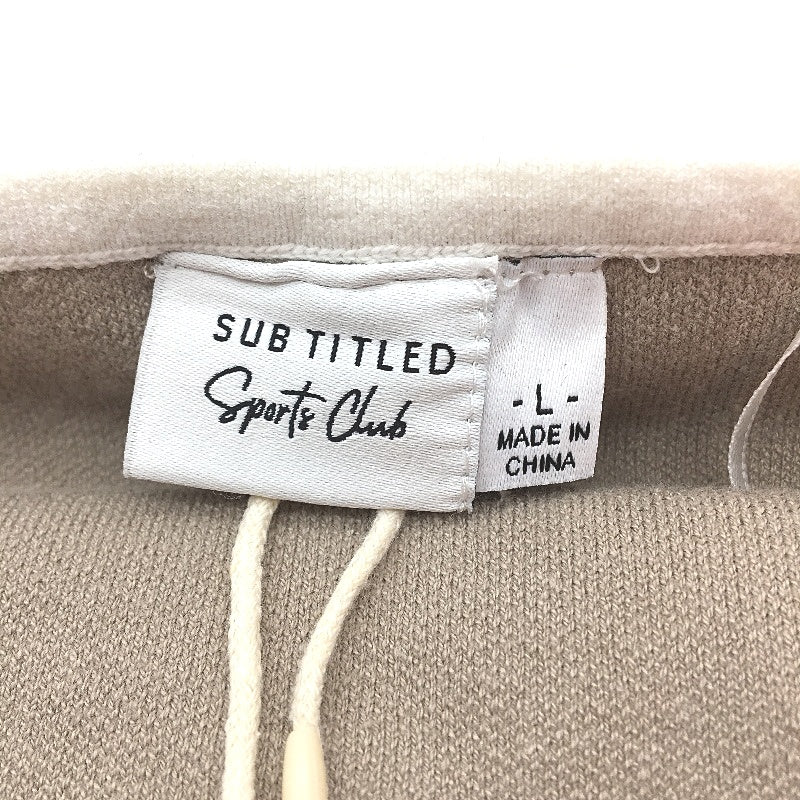 SUB TITLED
Sports Club
- L -
MADE IN
CHINA